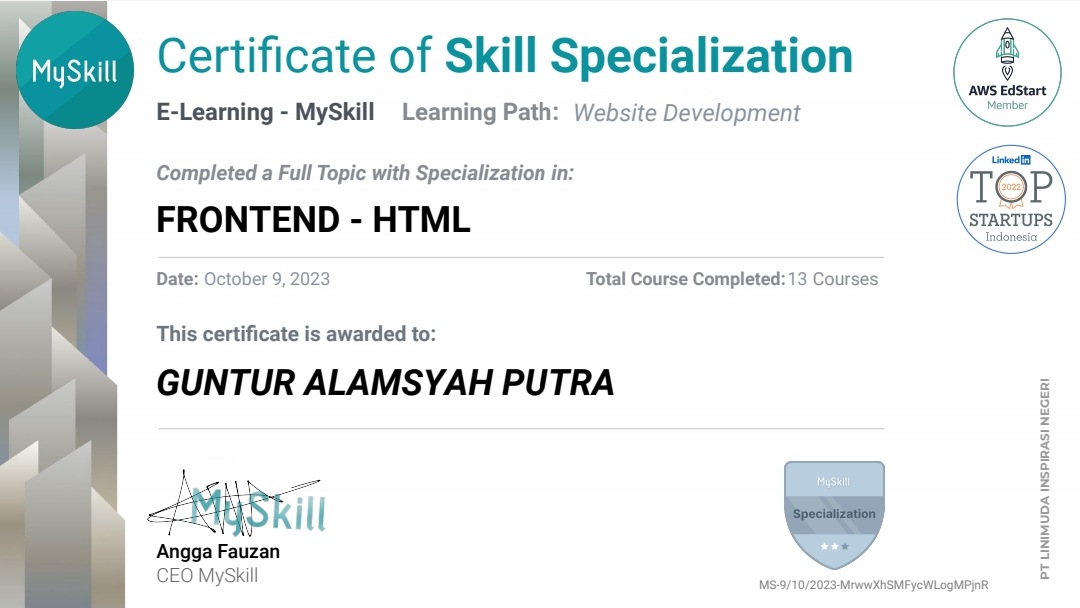 MySkill
Certificate of Skill Specialization
E-Learning - MySkill Learning Path: Website Development
AWS EdStart
Member
Completed a Full Topic with Specialization in:
FRONTEND - HTML
LinkedIn
TOP
2022
STARTUPS
Indonesia
Date: October 9, 2023 Total Course Completed: 13 Courses
This certificate is awarded to:
GUNTUR ALAMSYAH PUTRA
MySkill
Angga Fauzan
CEO MySkill
MySkill
Specialization
MS-9/10/2023-MrwwXhSMFycWLogMPjnR
PT LINIMUDA INSPIRASI NEGERI